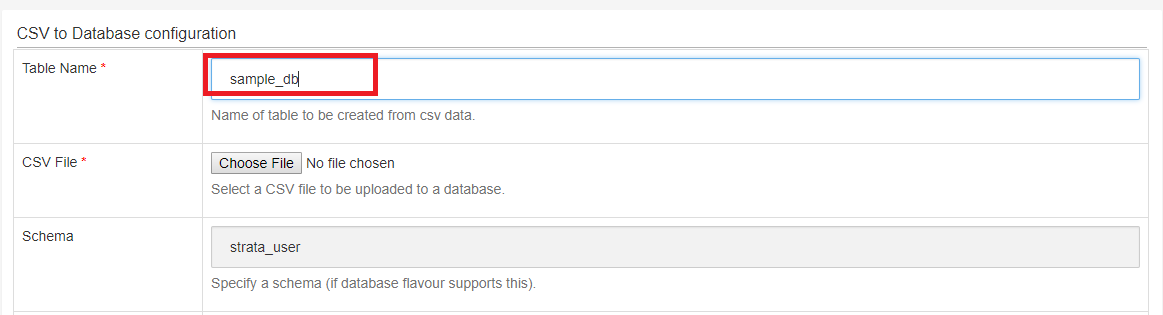 CSV to Database configuration
Table Name *
sample_db
Name of table to be created from csv data.
CSV File *
Choose File No file chosen
Select a CSV file to be uploaded to a database.
Schema
strata_user
Specify a schema (if database flavour supports this).